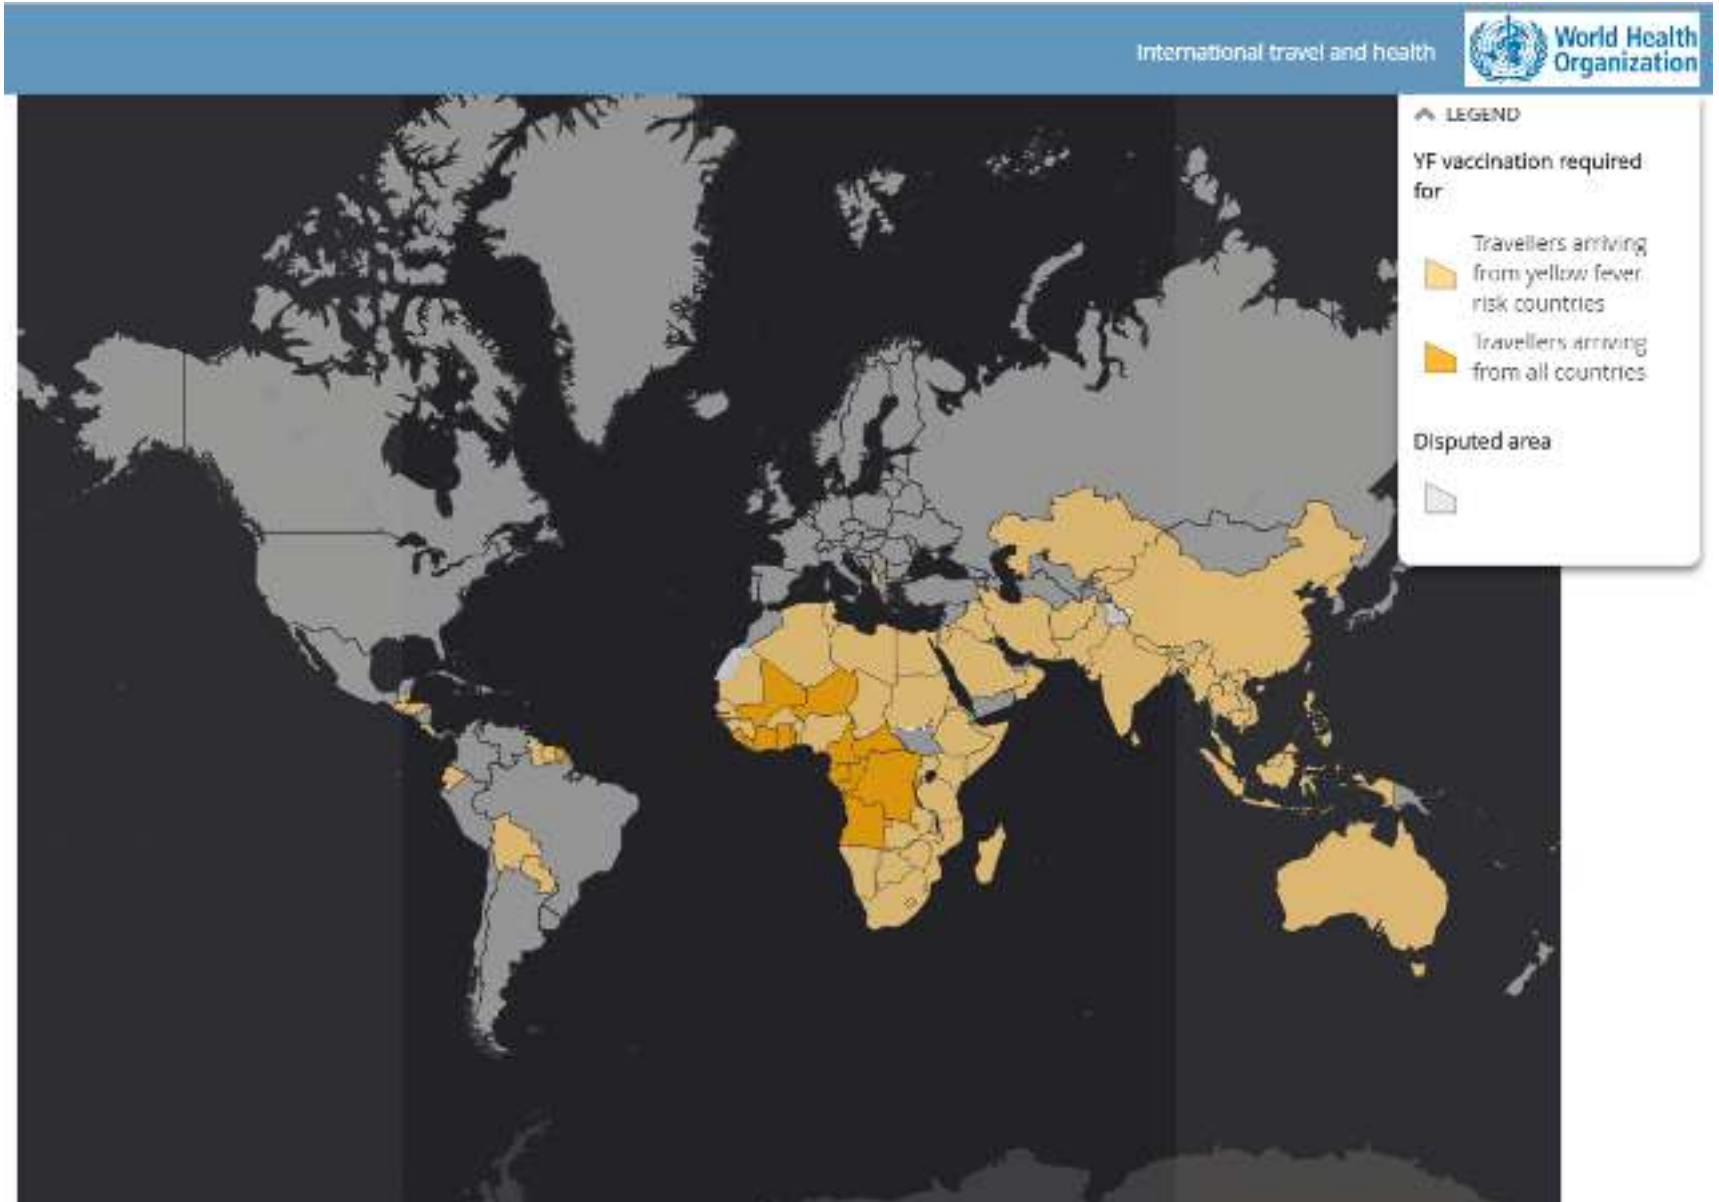 International travel and health
World Health
Organization
LEGEND
YF vaccination required
for
Travellers arriving
from yellow fever
risk countries
Travellers arriving
from all countries
Disputed area